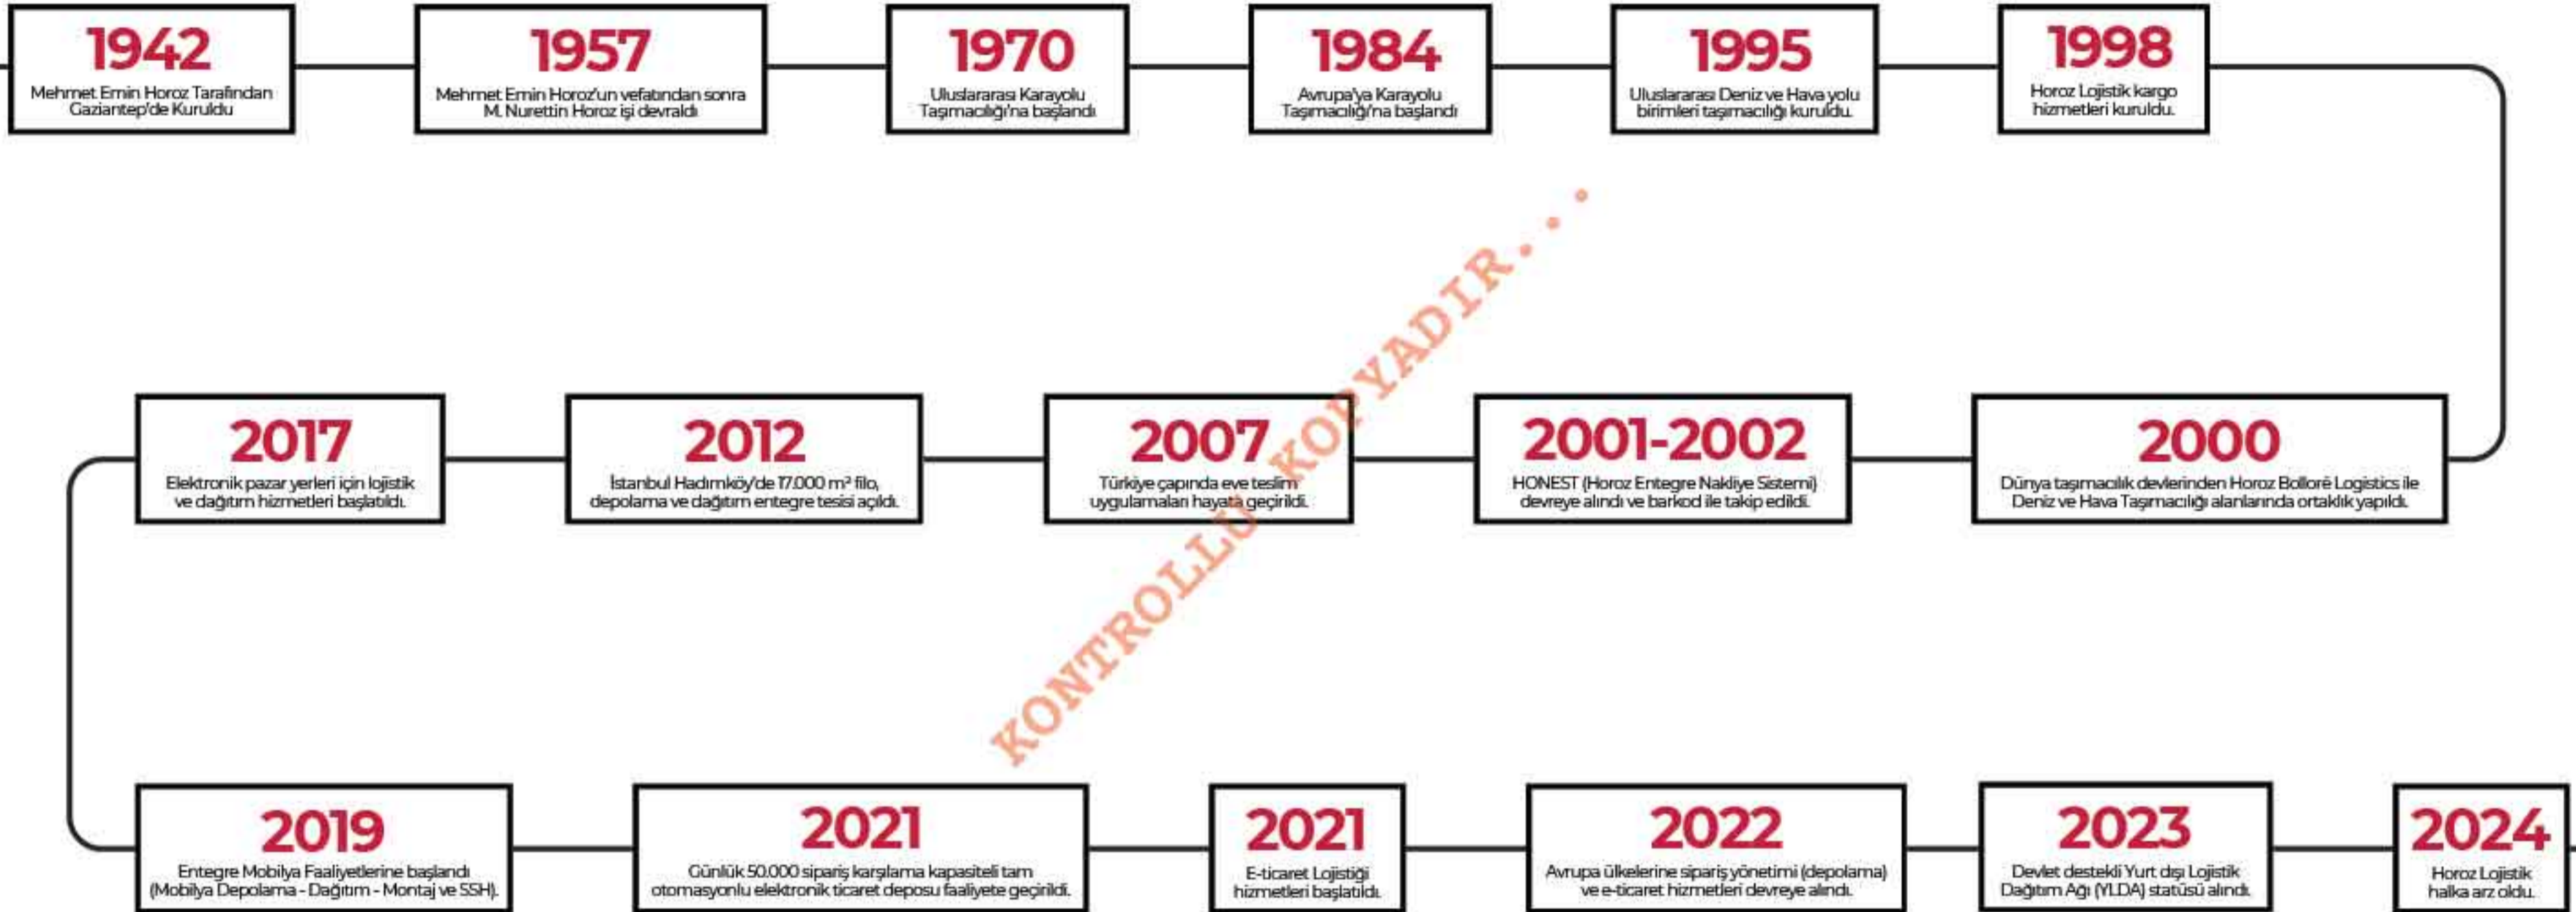 1942
Mehmet Emin Horoz Tarafından
Gaziantep'de Kuruldu
1957
Mehmet Emin Horoz'un vefatından sonra
M. Nurettin Horoz işi devraldı
1970
Uluslararası Karayolu
Taşımacılığı'na başlandı
1984
Avrupa'ya Karayolu
Taşımacılığı'na başlandı
1995
Uluslararası Deniz ve Hava yolu
birimleri taşımacılığı kuruldu.
1998
Horoz Lojistik kargo
hizmetleri kuruldu.
2000
Dünya taşımacılık devlerinden Horoz Bolloré Logistics ile
Deniz ve Hava Taşımacılığı alanlarında ortaklık yapıldı.
2001-2002
HONEST (Horoz Entegre Nakliye Sistemi)
devreye alındı ve barkod ile takip edildi.
2007
Türkiye çapında eve teslim
uygulamaları hayata geçirildi.
2012
İstanbul Hadımköy'de 17.000 m² filo,
depolama ve dağıtım entegre tesisi açıldı.
2017
Elektronik pazar yerleri için lojistik
ve dağıtım hizmetleri başlatıldı.
2019
Entegre Mobilya Faaliyetlerine başlandı
(Mobilya Depolama - Dağıtım - Montaj ve SSH).
2021
Günlük 50.000 sipariş karşılama kapasiteli tam
otomasyonlu elektronik ticaret deposu faaliyete geçirildi.
2021
E-ticaret Lojistiği
hizmetleri başlatıldı.
2022
Avrupa ülkelerine sipariş yönetimi (depolama)
ve e-ticaret hizmetleri devreye alındı.
2023
Devlet destekli Yurt dışı Lojistik
Dağıtım Ağı (YLDA) statüsü alındı.
2024
Horoz Lojistik
halka arz oldu.
KONTROLLÜ KOPYADIR...